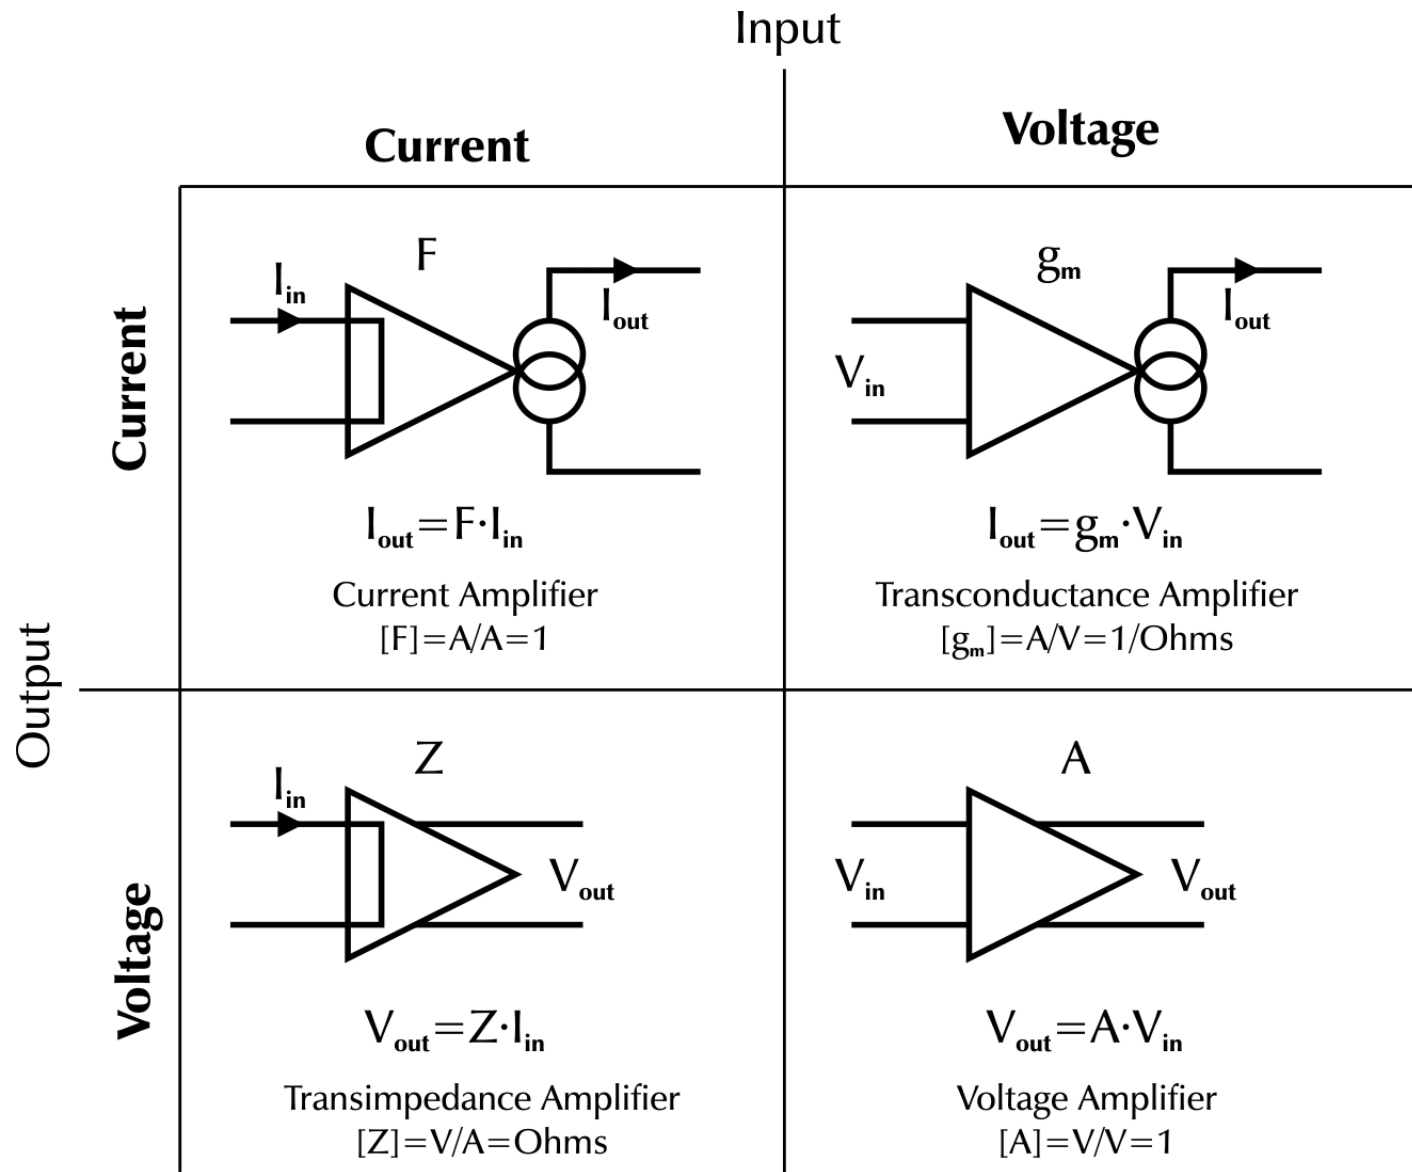 Input
Current
Voltage
Output
Current
F
I_in
I_out
I_out=F·I_in
Current Amplifier
[F]=A/A=1
g_m
V_in
I_out
I_out=g_m·V_in
Transconductance Amplifier
[g_m]=A/V=1/Ohms
Voltage
Z
I_in
V_out
V_out=Z·I_in
Transimpedance Amplifier
[Z]=V/A=Ohms
A
V_in
V_out
V_out=A·V_in
Voltage Amplifier
[A]=V/V=1